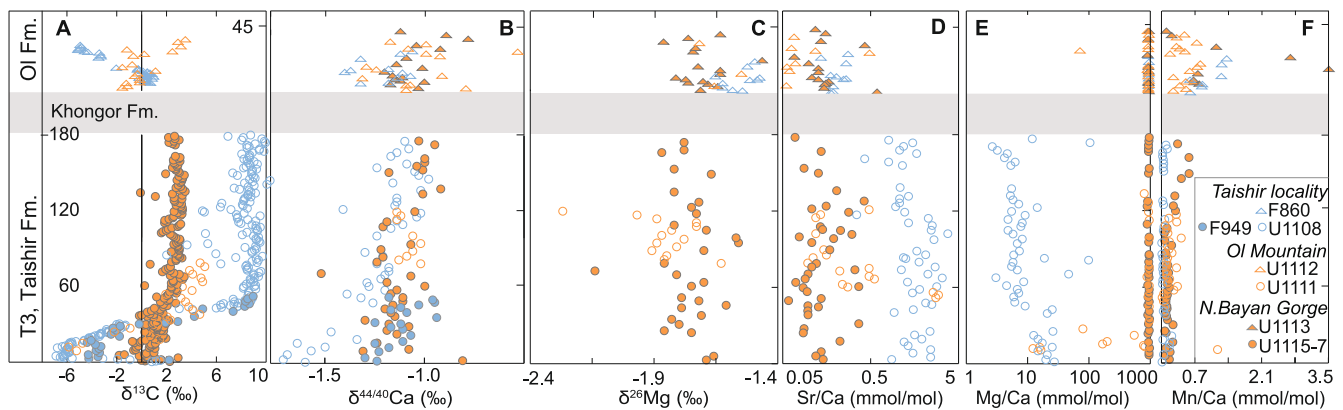 A B C D E F
Ol Fm.
45
Khongor Fm.
T3, Taishir Fm.
180
120
60
Taishir locality
F860
F949 U1108
Ol Mountain
U1112
U1111
N.Bayan Gorge
U1113
U1115-7
-6 -2 2 6 10
-1.5 -1.0
-2.4 -1.9 -1.4
0.05 0.5 5
1 10 100 1000
0.7 2.1 3.5
δ¹³C (‰)
δ⁴⁴/⁴⁰Ca (‰)
δ²⁶Mg (‰)
Sr/Ca (mmol/mol)
Mg/Ca (mmol/mol)
Mn/Ca (mmol/mol)